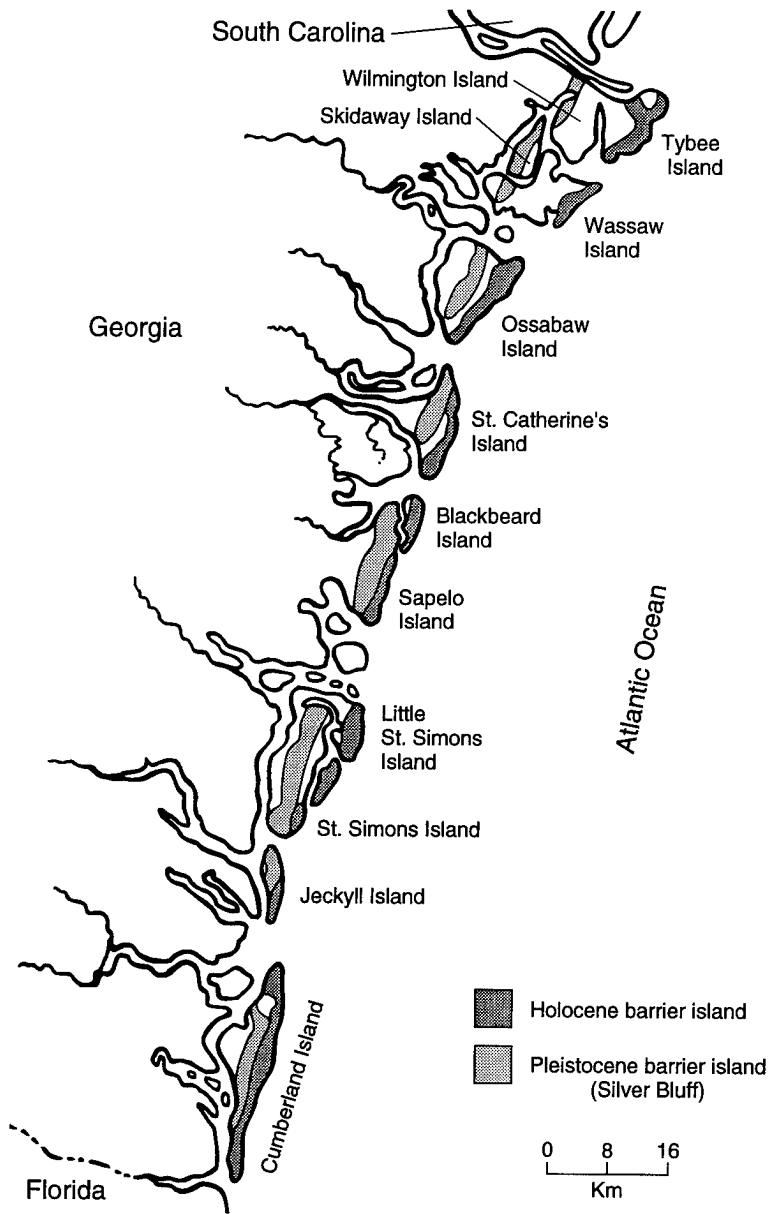 South Carolina
Wilmington Island
Skidaway Island
Tybee
Island
Wassaw
Island
Georgia
Ossabaw
Island
St. Catherine's
Island
Blackbeard
Island
Sapelo
Island
Atlantic Ocean
Little
St. Simons
Island
St. Simons Island
Jeckyll Island
Cumberland Island
Holocene barrier island
Pleistocene barrier island
(Silver Bluff)
0 8 16
Km
Florida